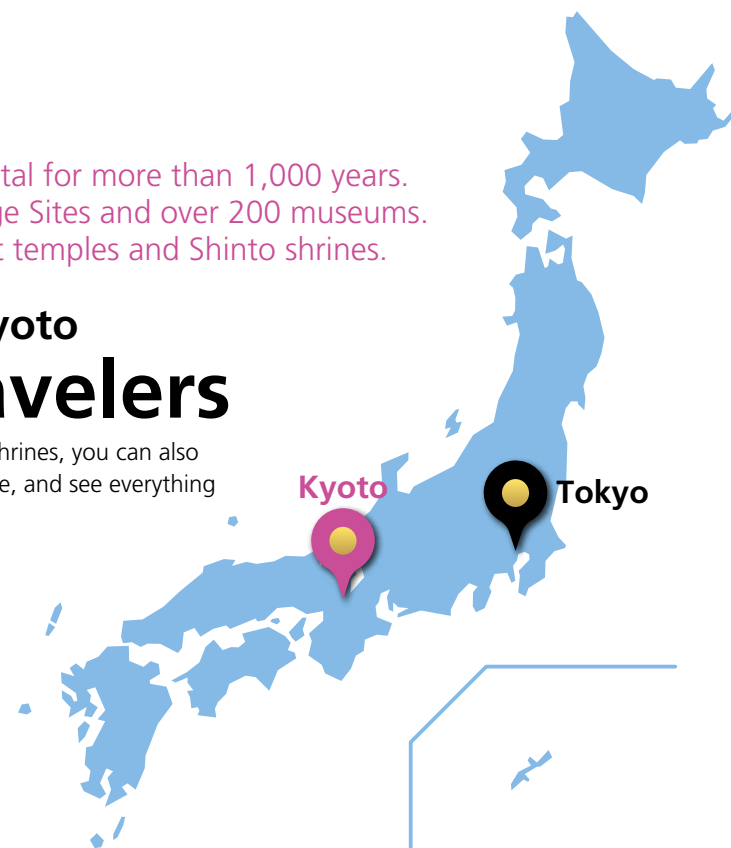 tal for more than 1,000 years.
ge Sites and over 200 museums.
t temples and Shinto shrines.
yoto
avelers
hrines, you can also
e, and see everything
Kyoto
Tokyo